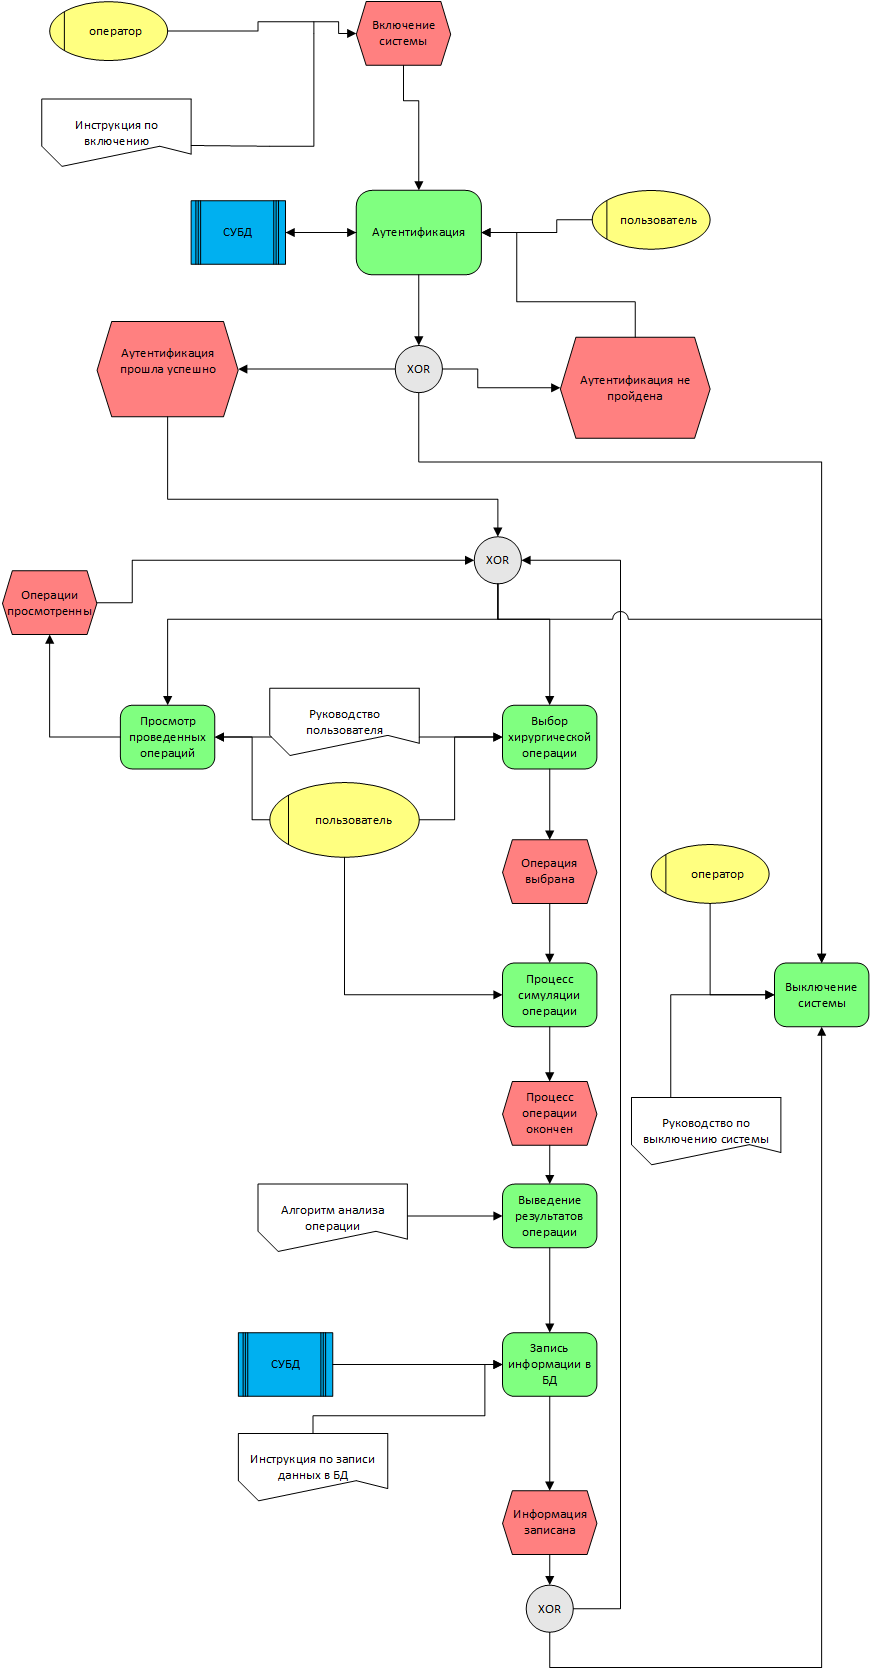 оператор
Включение
системы
Инструкция по
включению
СУБД
Аутентификация
пользователь
Аутентификация
прошла успешно
XOR
Аутентификация не
пройдена
XOR
Операции
просмотренны
Просмотр
проведенных
операций
Руководство
пользователя
Выбор
хирургической
операции
пользователь
Операция
выбрана
оператор
Процесс
симуляции
операции
Выключение
системы
Процесс
операции
окончен
Руководство по
выключению системы
Алгоритм анализа
операции
Выведение
результатов
операции
СУБД
Запись
информации в
БД
Инструкция по записи
данных в БД
Информация
записана
XOR